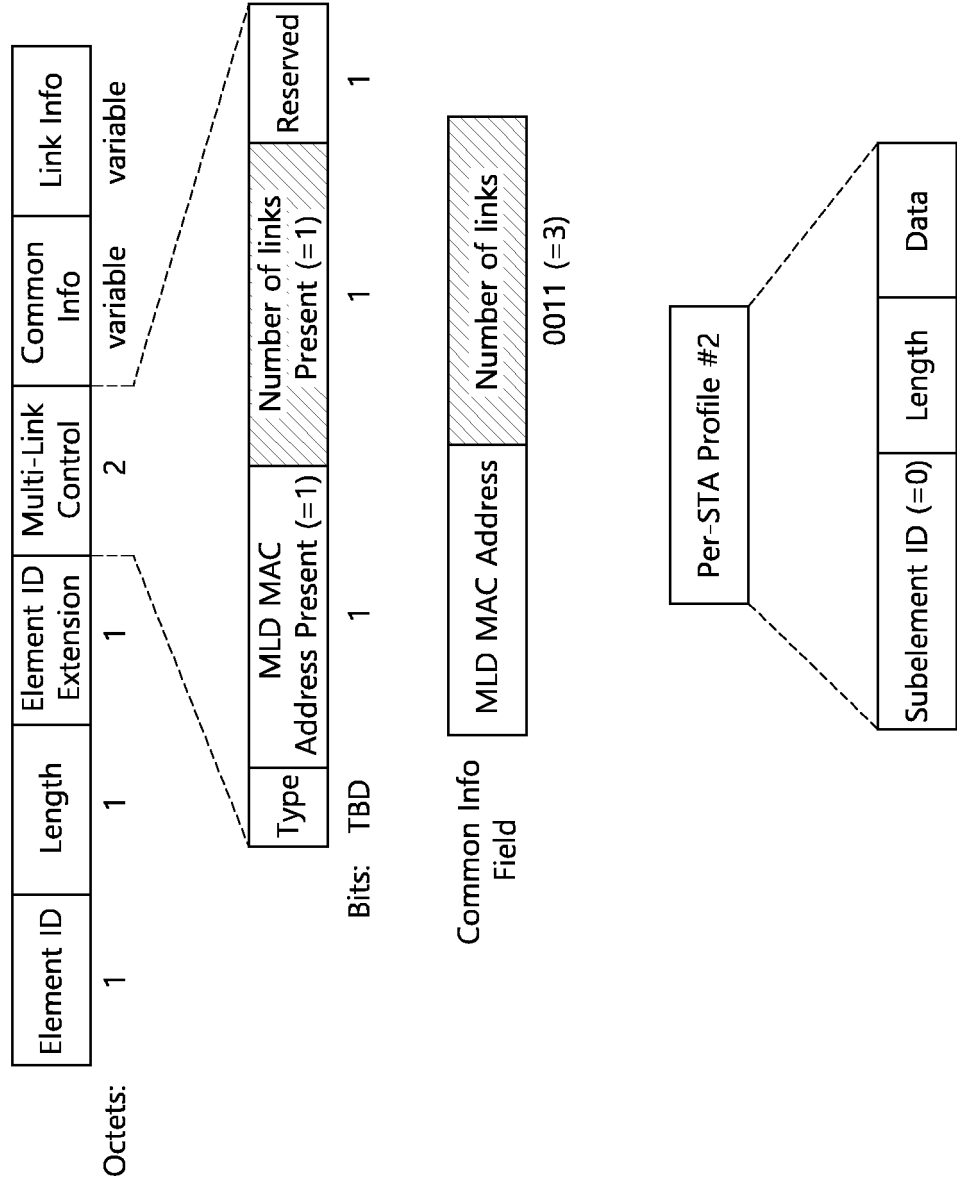 Element ID
Length
Element ID
Extension
Multi-Link
Control
Common
Info
Link Info
Octets:
1
1
1
2
variable
variable
Type
MLD MAC
Address Present (=1)
Number of links
Present (=1)
Reserved
Bits:
TBD
1
1
1
Common Info
Field
MLD MAC Address
Number of links
0011 (=3)
Per-STA Profile #2
Subelement ID (=0)
Length
Data